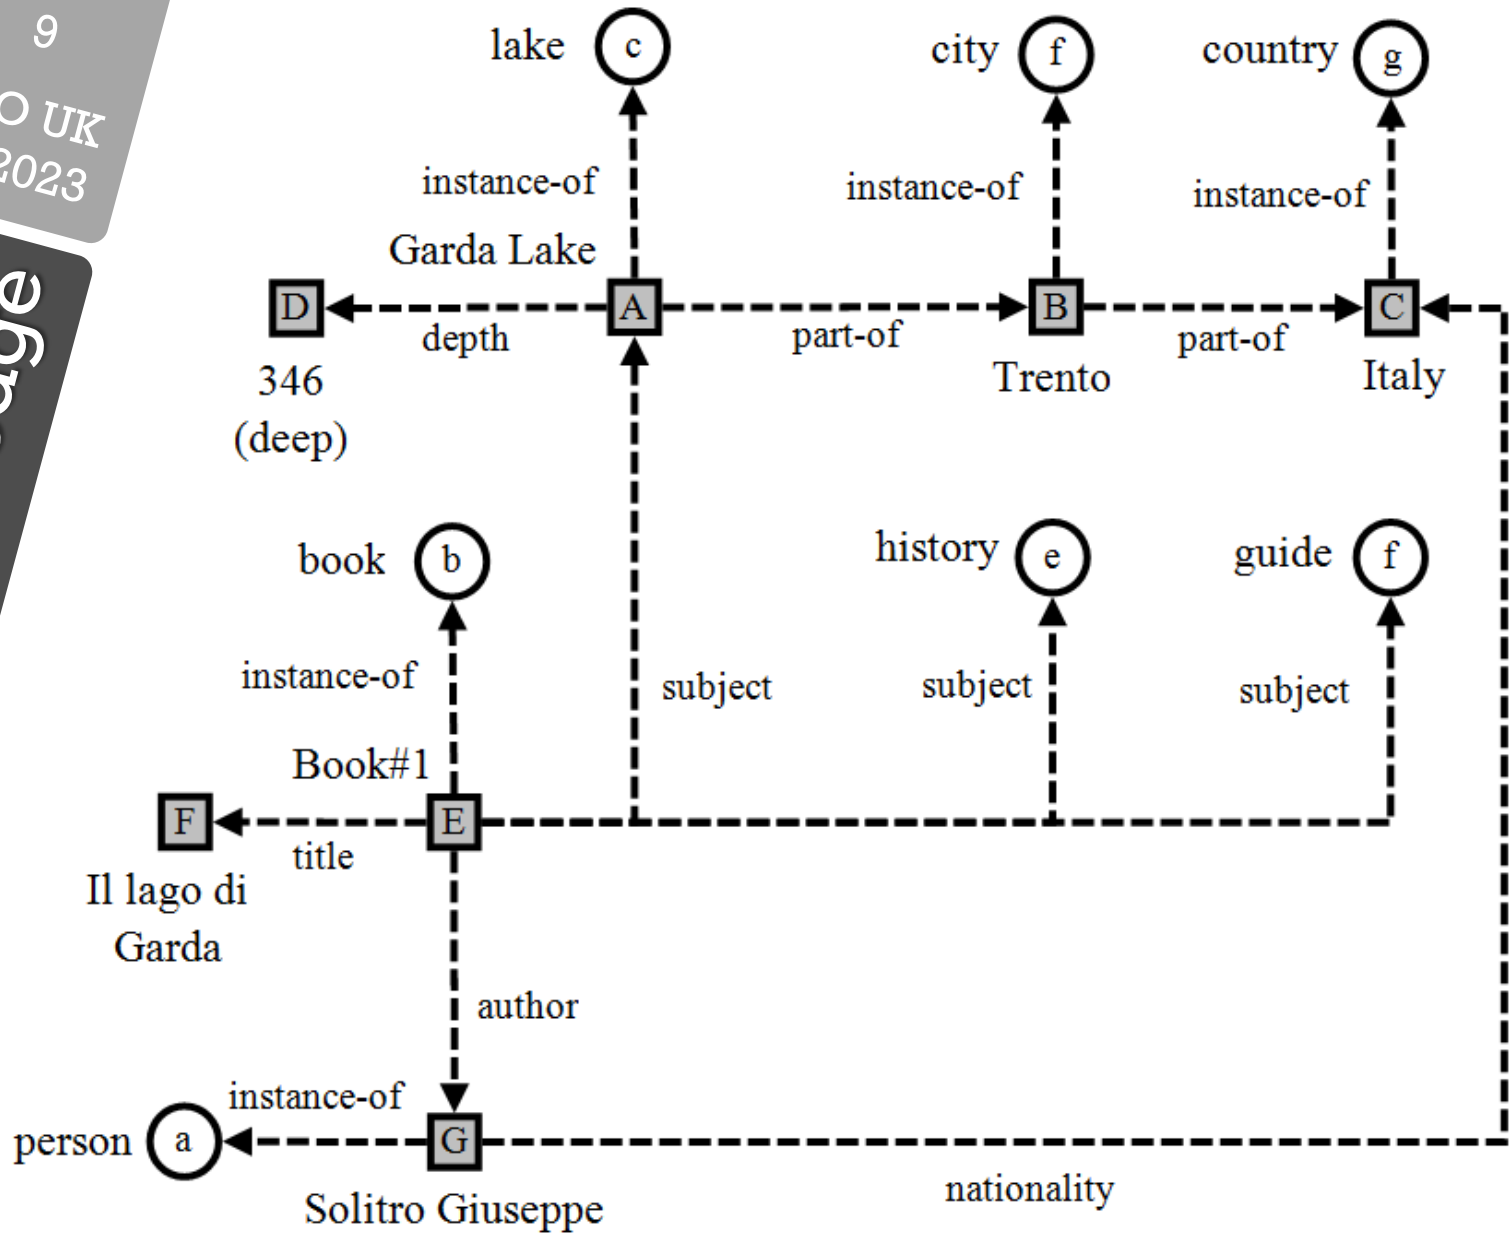 9
O UK
2023
lake c
city f
country g
instance-of
instance-of
instance-of
Garda Lake
D
A
B
C
depth
part-of
part-of
346
(deep)
Trento
Italy
book b
history e
guide f
instance-of
subject
subject
subject
Book#1
F
E
title
Il lago di
Garda
author
instance-of
person a
G
Solitro Giuseppe
nationality